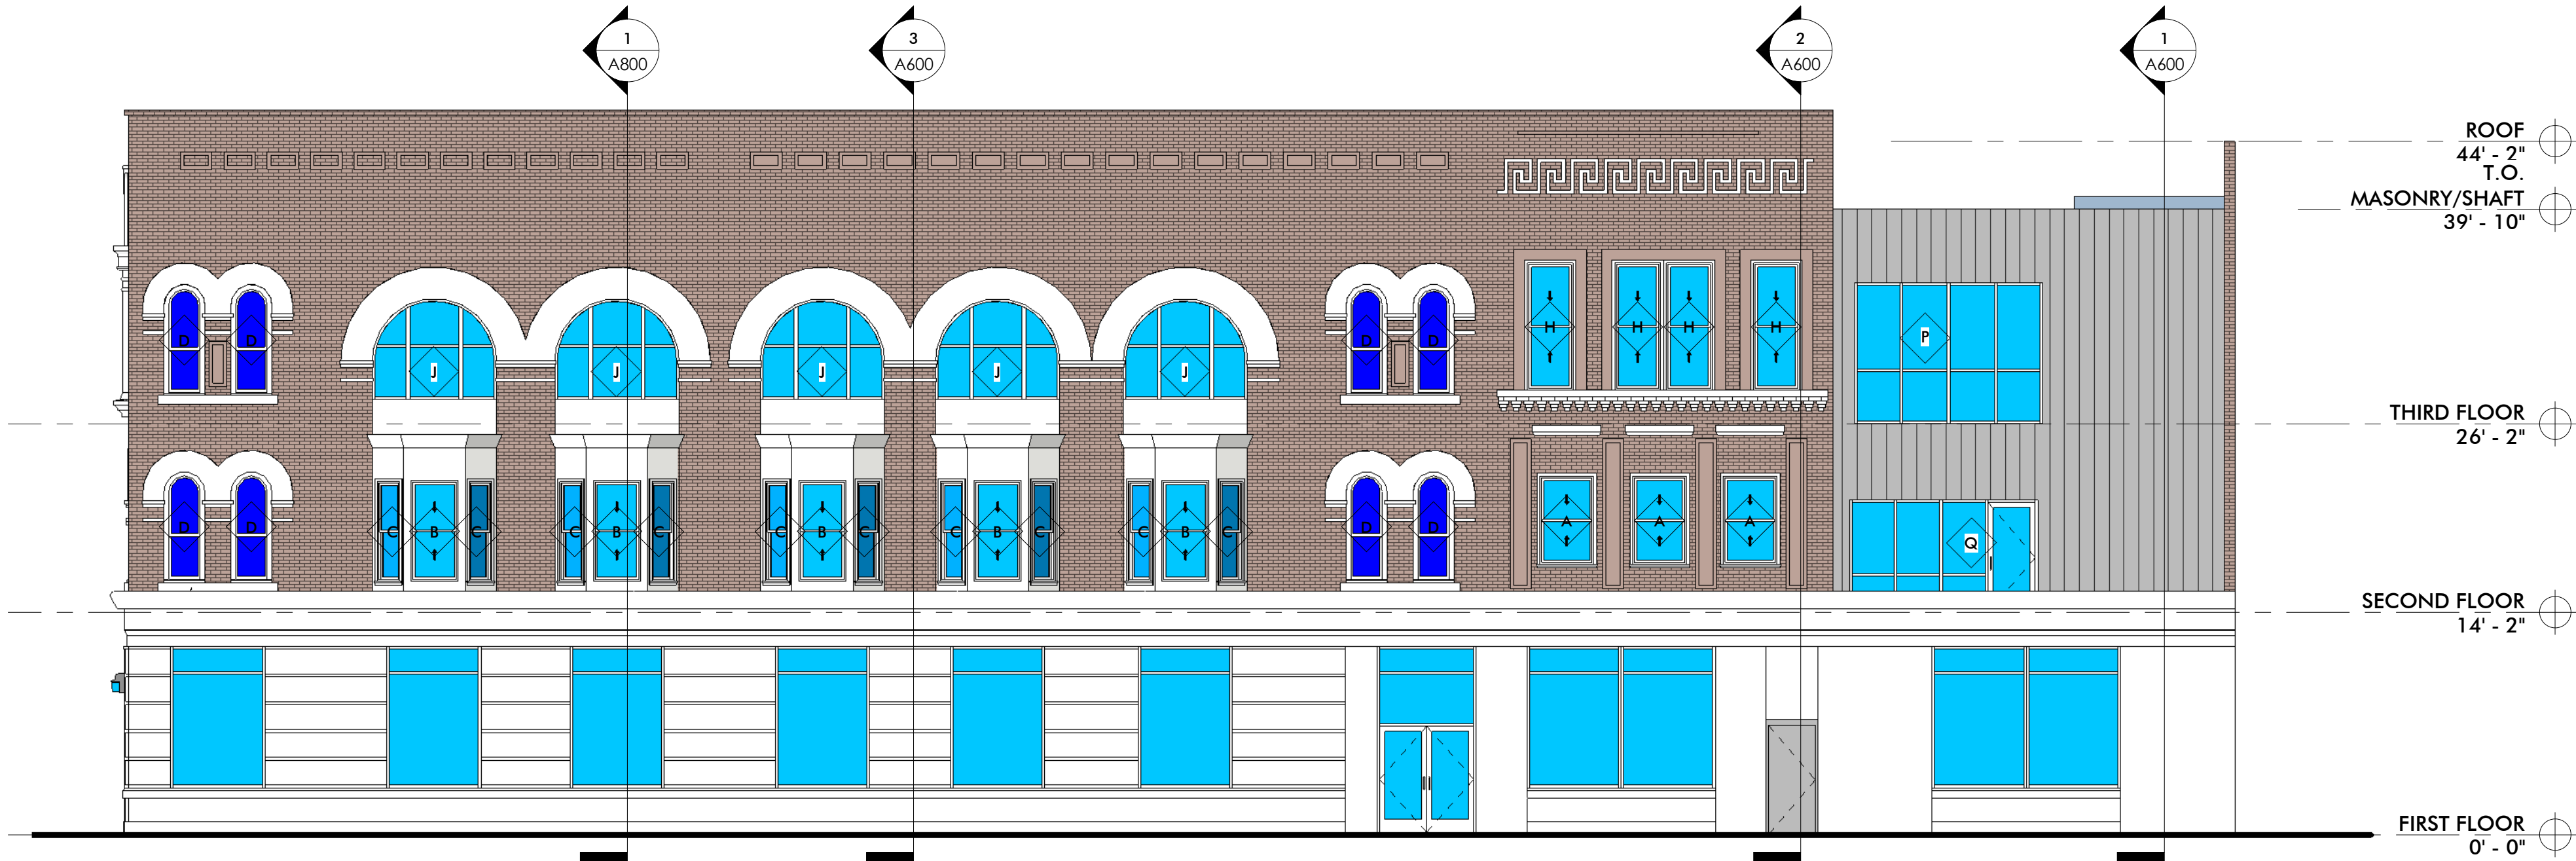 1
A800
3
A600
2
A600
1
A600
ROOF
44' - 2"
T.O.
MASONRY/SHAFT
39' - 10"
D D
J J J J J
D D
H H H H
P
THIRD FLOOR
26' - 2"
D D
C B C
C B C
C B C
C B C
C B C
D D
A A A
Q
SECOND FLOOR
14' - 2"
FIRST FLOOR
0' - 0"